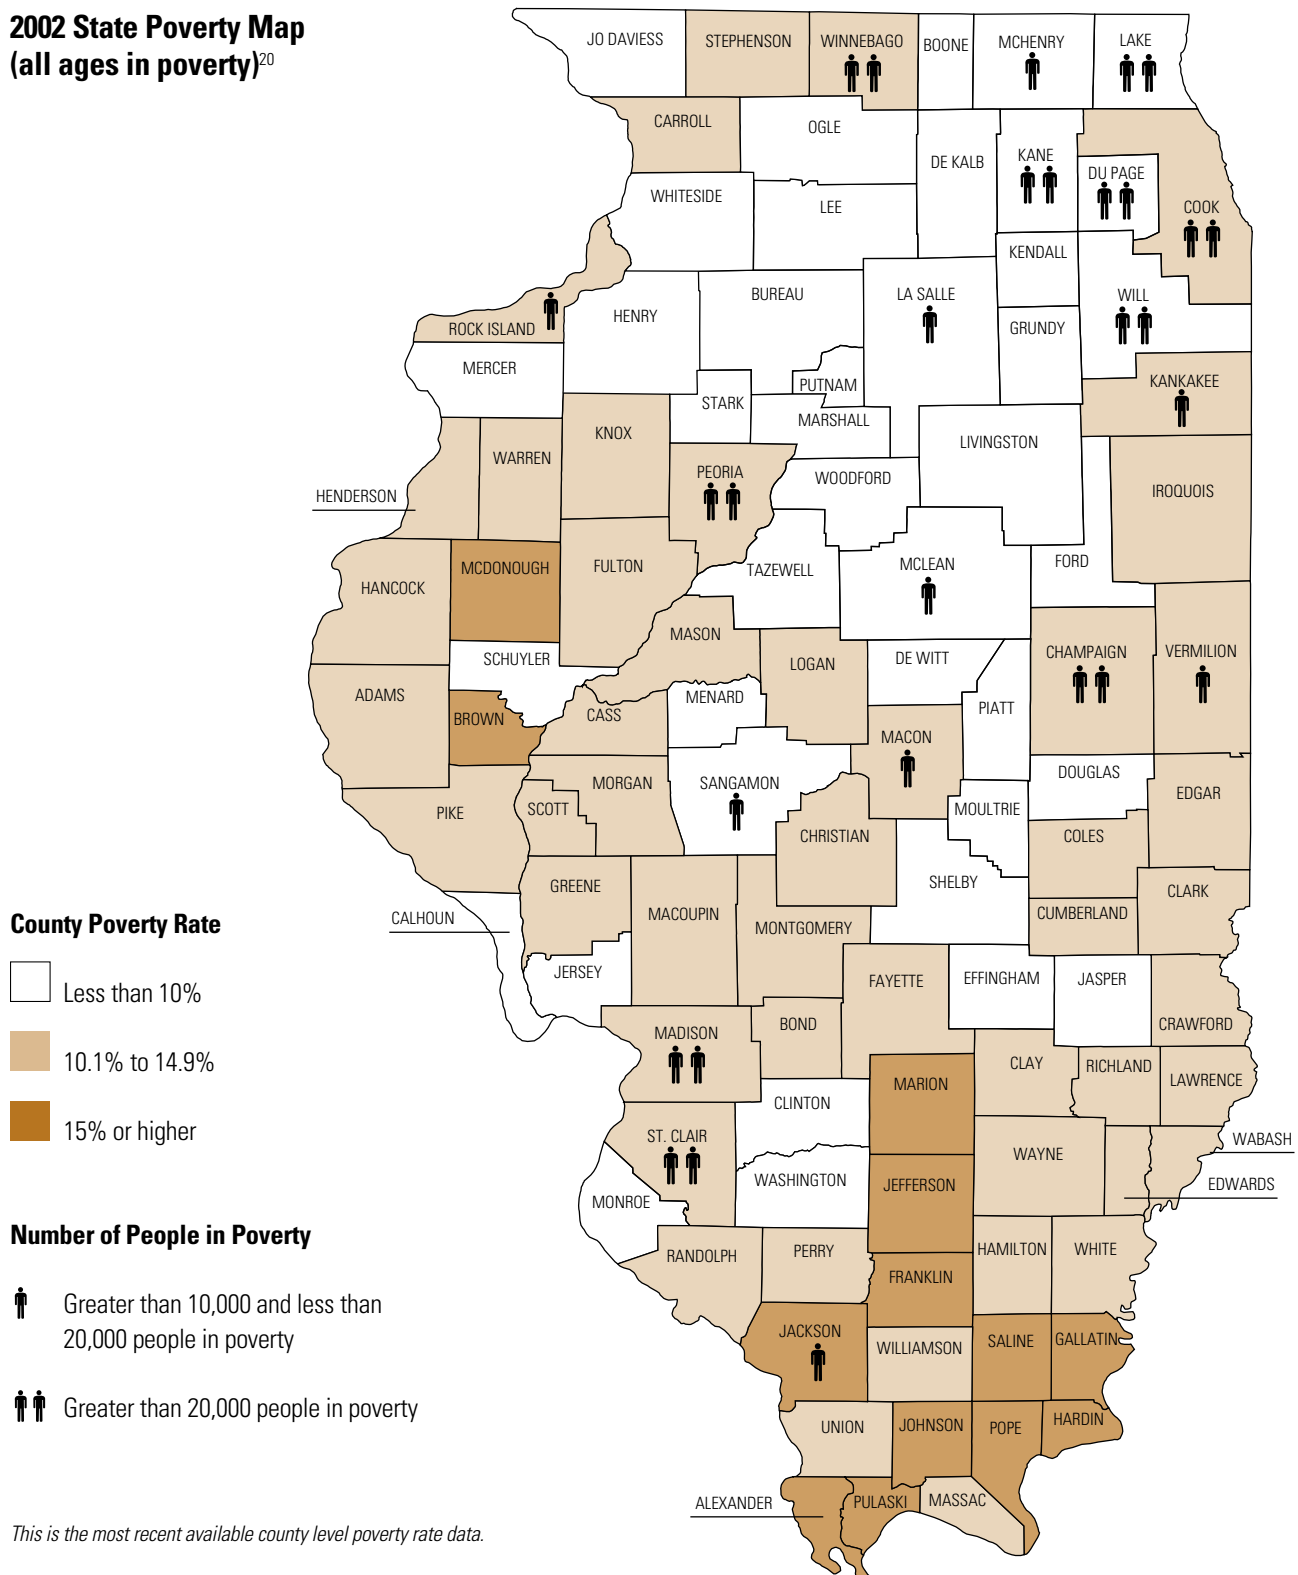 2002 State Poverty Map
(all ages in poverty)20
JO DAVIESS
STEPHENSON
WINNEBAGO
BOONE
MCHENRY
LAKE
CARROLL
OGLE
DE KALB
KANE
DU PAGE
COOK
WHITESIDE
LEE
KENDALL
ROCK ISLAND
HENRY
BUREAU
LA SALLE
GRUNDY
WILL
MERCER
PUTNAM
KANKAKEE
STARK
MARSHALL
HENDERSON
WARREN
KNOX
PEORIA
WOODFORD
LIVINGSTON
IROQUOIS
HANCOCK
MCDONOUGH
FULTON
TAZEWELL
MCLEAN
FORD
SCHUYLER
MASON
LOGAN
DE WITT
CHAMPAIGN
VERMILION
ADAMS
BROWN
CASS
MENARD
PIATT
MACON
PIKE
SCOTT
MORGAN
SANGAMON
MOULTRIE
DOUGLAS
EDGAR
CHRISTIAN
COLES
GREENE
SHELBY
CLARK
CALHOUN
MACOUPIN
MONTGOMERY
CUMBERLAND
JERSEY
FAYETTE
EFFINGHAM
JASPER
CRAWFORD
MADISON
BOND
CLAY
RICHLAND
LAWRENCE
MARION
CLINTON
ST. CLAIR
WAYNE
WABASH
WASHINGTON
JEFFERSON
EDWARDS
MONROE
RANDOLPH
PERRY
HAMILTON
WHITE
FRANKLIN
JACKSON
WILLIAMSON
SALINE
GALLATIN
UNION
JOHNSON
POPE
HARDIN
ALEXANDER
PULASKI
MASSAC
County Poverty Rate
Less than 10%
10.1% to 14.9%
15% or higher
Number of People in Poverty
Greater than 10,000 and less than
20,000 people in poverty
Greater than 20,000 people in poverty
This is the most recent available county level poverty rate data.